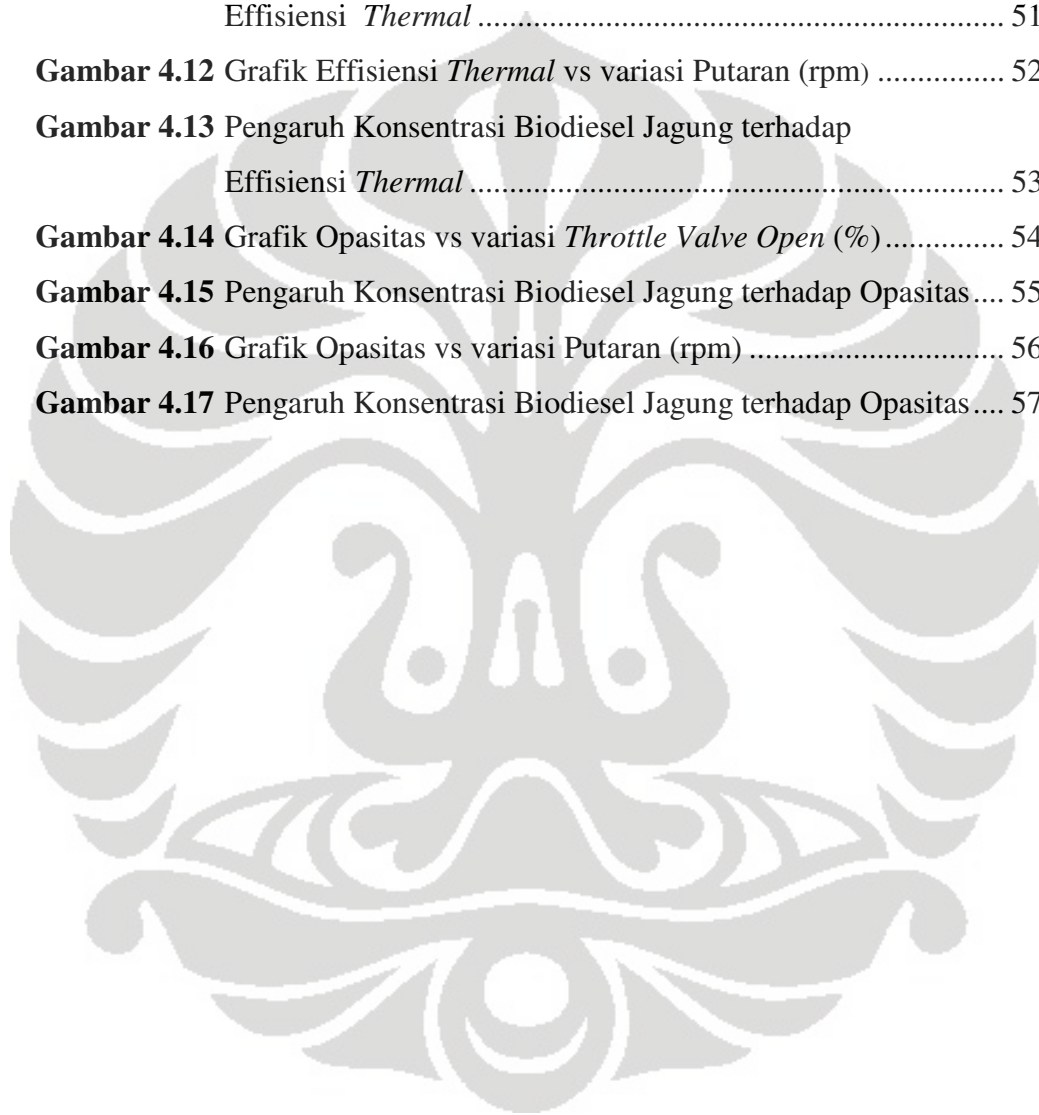 Effisiensi Thermal ........................................................................... 51
Gambar 4.12 Grafik Effisiensi Thermal vs variasi Putaran (rpm) ................ 52
Gambar 4.13 Pengaruh Konsentrasi Biodiesel Jagung terhadap
Effisiensi Thermal ............................................................................ 53
Gambar 4.14 Grafik Opasitas vs variasi Throttle Valve Open (%) ............... 54
Gambar 4.15 Pengaruh Konsentrasi Biodiesel Jagung terhadap Opasitas .... 55
Gambar 4.16 Grafik Opasitas vs variasi Putaran (rpm) ................................ 56
Gambar 4.17 Pengaruh Konsentrasi Biodiesel Jagung terhadap Opasitas .... 57